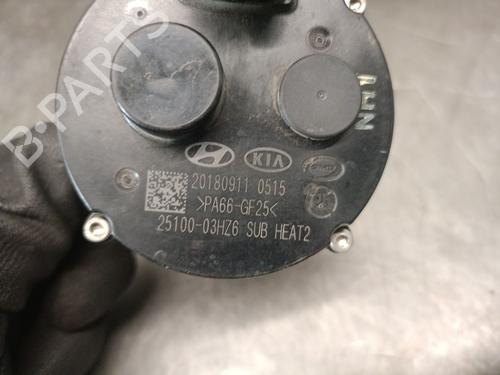 B-PARTS
KIA
20180911 0515
>PA66-GF25<
25100-03HZ6 SUB HEAT2